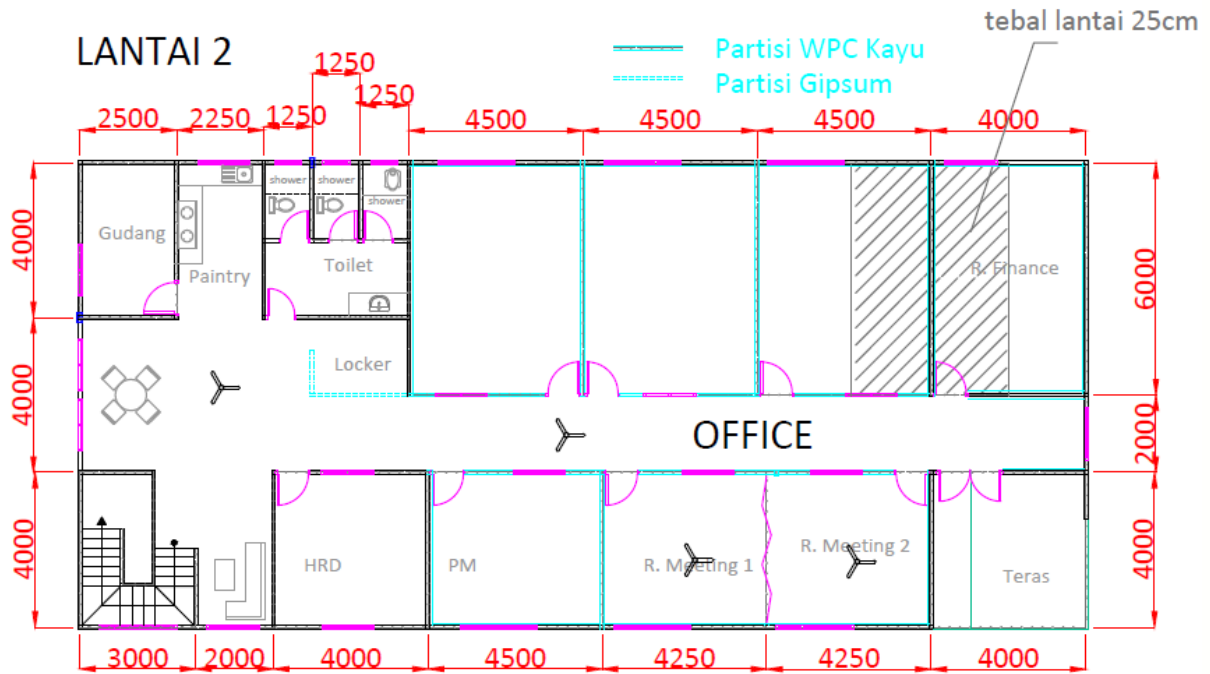 tebal lantai 25cm
LANTAI 2
Partisi WPC Kayu
Partisi Gipsum
1250
1250
2500
2250
1250
4500
4500
4500
4000
4000
4000
4000
6000
2000
4000
shower
shower
shower
Gudang
Paintry
Toilet
R. Finance
Locker
OFFICE
HRD
PM
R. Meeting 1
R. Meeting 2
Teras
3000
2000
4000
4500
4250
4250
4000